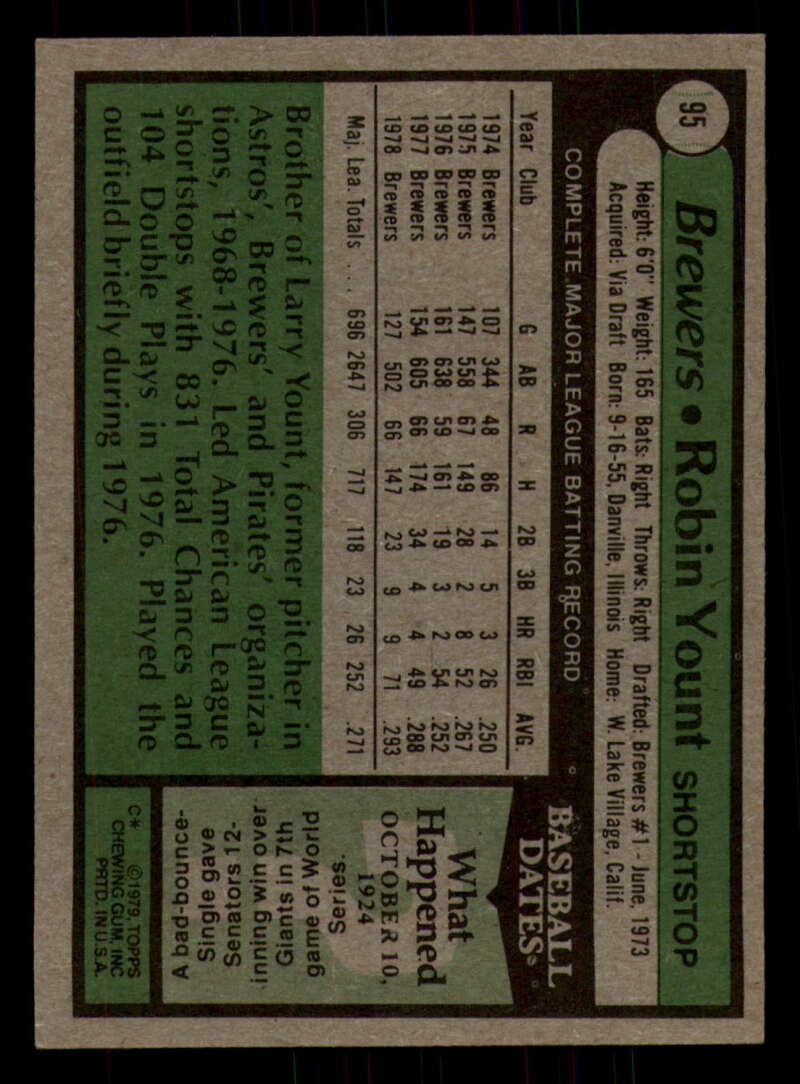 95
Brewers • Robin Yount SHORTSTOP
Height: 6'0" Weight: 165 Bats: Right Throws: Right Drafted: Brewers #1 - June, 1973
Acquired: Via Draft Born: 9-16-55, Danville, Illinois Home: W. Lake Village, Calif.
COMPLETE MAJOR LEAGUE BATTING RECORD
Year Club G AB R H 2B 3B HR RBI AVG.
1974 Brewers 107 344 48 86 14 5 3 26 .250
1975 Brewers 147 558 67 149 28 2 8 52 .267
1976 Brewers 161 638 59 161 19 3 2 54 .252
1977 Brewers 154 605 66 174 34 4 4 49 .288
1978 Brewers 127 502 66 147 23 9 9 71 .293
Maj. Lea. Totals . . . 696 2647 306 717 118 23 26 252 .271
Brother of Larry Yount, former pitcher in
Astros', Brewers' and Pirates' organiza-
tions, 1968-1976. Led American League
shortstops with 831 Total Chances and
104 Double Plays in 1976. Played the
outfield briefly during 1976.
BASEBALL
DATES
What
Happened
OCTOBER 10,
1924
A bad-bounce-
Single gave
Senators 12-
inning win over
Giants in 7th
game of World
Series.
C* ©1979, TOPPS
CHEWING GUM, INC
PRTD. IN U.S.A.